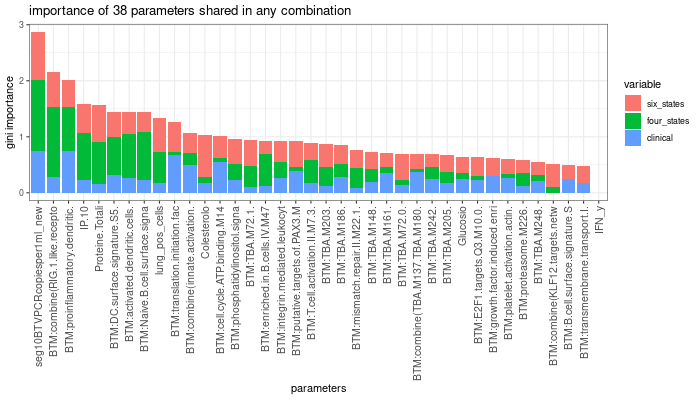 importance of 38 parameters shared in any combination
3
2
1
0
gini importance
seg10BTVPCRcopiesper1ml_new
BTM:combine(RIG.1.like.recepto
BTM:proinflammatory.dendritic.
IP.10
Proteine.Totali
BTM:DC.surface.signature.S5.
BTM:activated.dendritic.cells.
BTM:Naive.B.cell.surface.signa
lung_pos_cells
BTM:translation.initiation.fac
BTM:combine(innate.activation.
Colesterolo
BTM:cell.cycle.ATP.binding.M14
BTM:phosphatidylinositol.signa
BTM:TBA.M72.1.
BTM:enriched.in.B.cells.IV.M47
BTM:integrin.mediated.leukocyt
BTM:putative.targets.of.PAX3.M
BTM:T.cell.activation.II.M7.3.
BTM:TBA.M203.
BTM:TBA.M186.
BTM:mismatch.repair.II.M22.1.
BTM:TBA.M148.
BTM:TBA.M161.
BTM:TBA.M72.0.
BTM:combine(TBA.M137.TBA.M180.
BTM:TBA.M242.
BTM:TBA.M205.
Glucosio
BTM:E2F1.targets.Q3.M10.0.
BTM:growth.factor.induced.enri
BTM:platelet.activation.actin.
BTM:proteasome.M226.
BTM:TBA.M248.
BTM:combine(KLF12.targets.netw
BTM:B.cell.surface.signature.S
BTM:transmembrane.transport.I.
IFN_y
parameters
variable
six_states
four_states
clinical